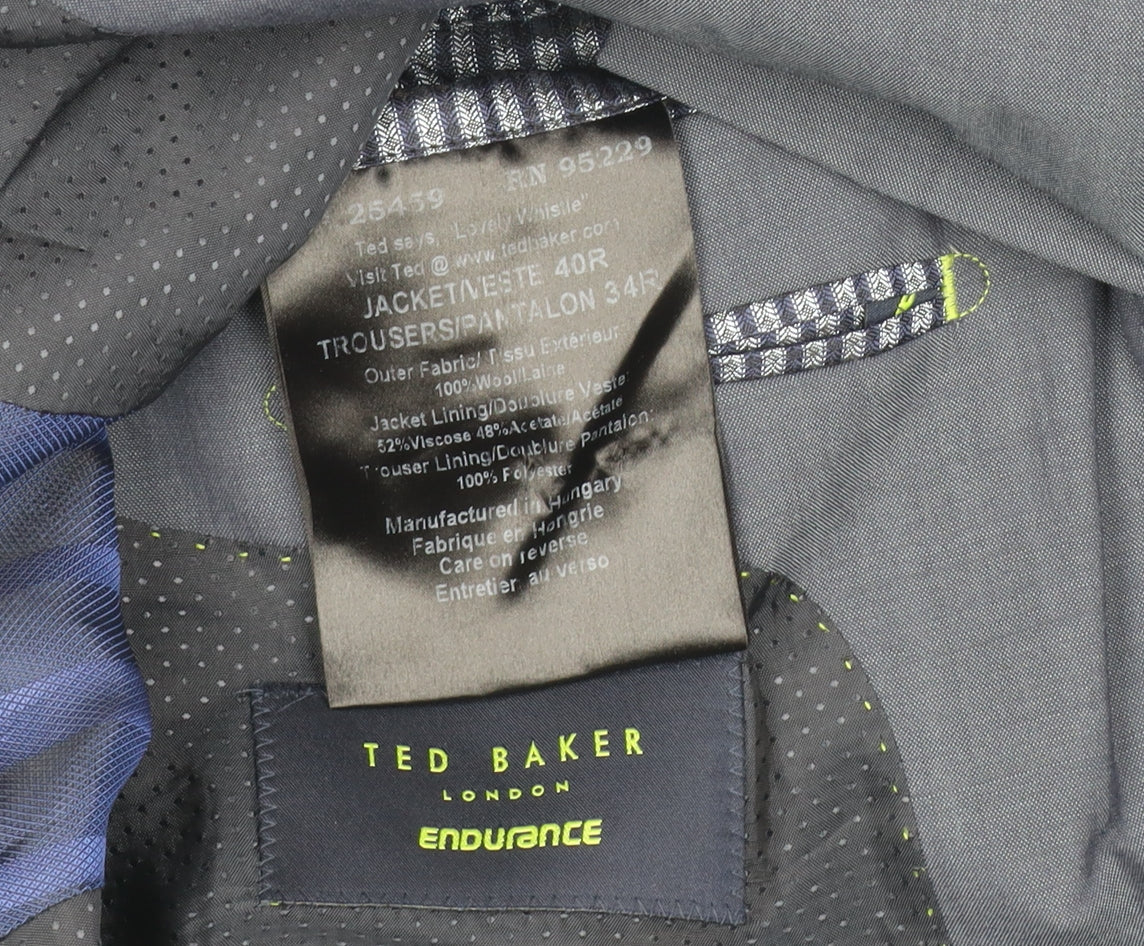 26459 RN 95229
Ted says, "Lovely Whistle"
Visit Ted @ www.tedbaker.com
JACKET/VESTE 40R
TROUSERS/PANTALON 34R
Outer Fabric/ Tissu Extérieur:
100%Wool/Laine
Jacket Lining/Doublure Veste:
52%Viscose 48%Acetate/Acétate
Trouser Lining/Doublure Pantalon:
100% Polyester
Manufactured in Hungary
Fabrique en Hongrie
Care on reverse
Entretien au verso
TED BAKER
LONDON
ENDURANCE